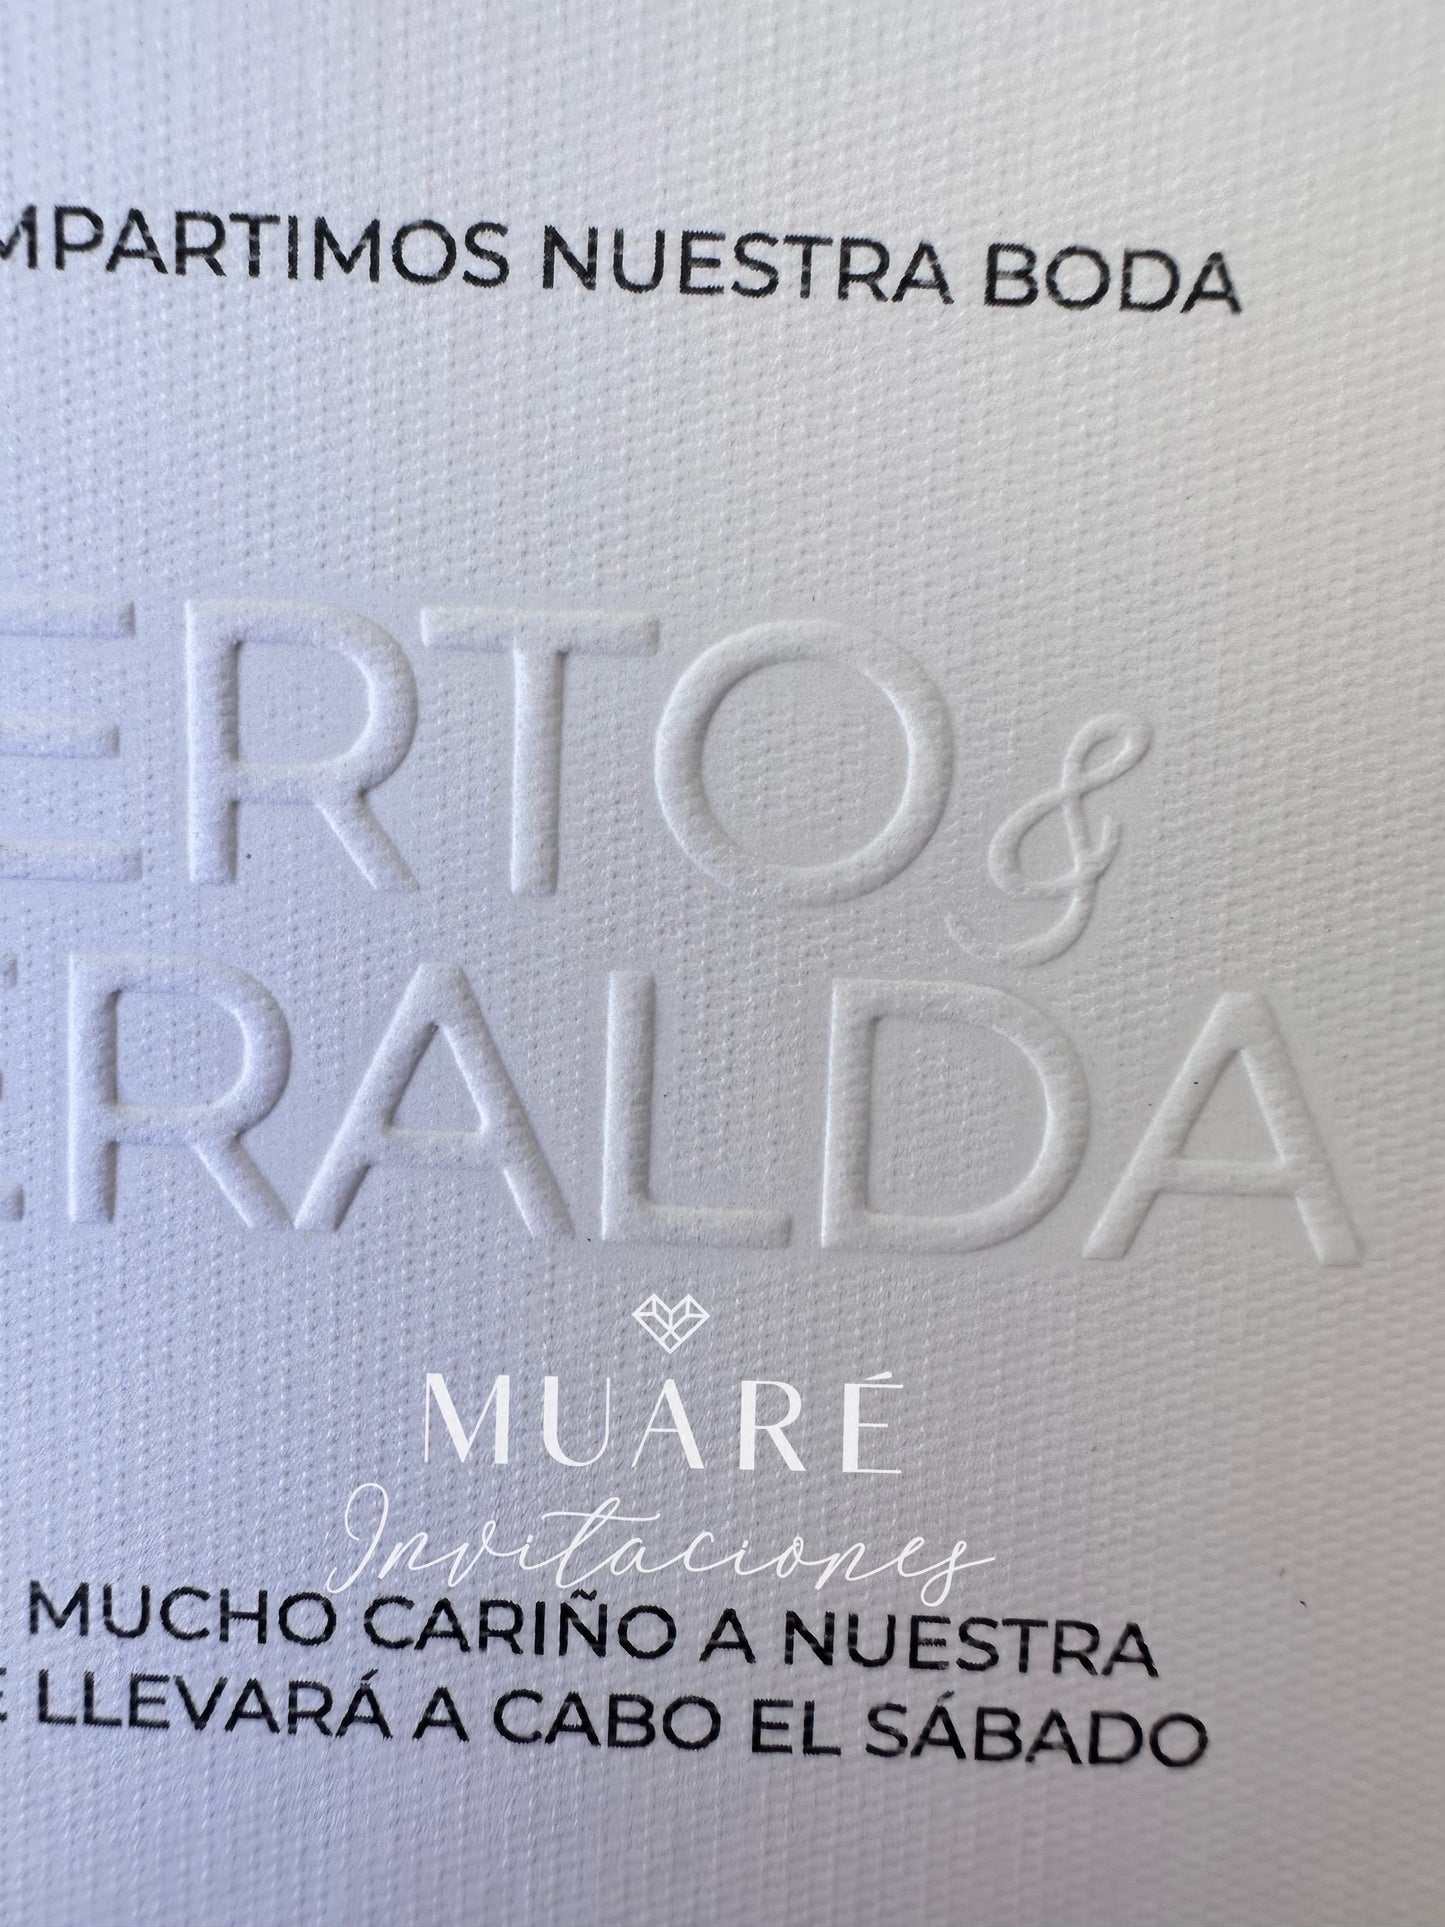 MPARTIMOS NUESTRA BODA
ERTO &
ERALDA
MUARÉ
Invitaciones
MUCHO CARIÑO A NUESTRA
E LLEVARÁ A CABO EL SÁBADO